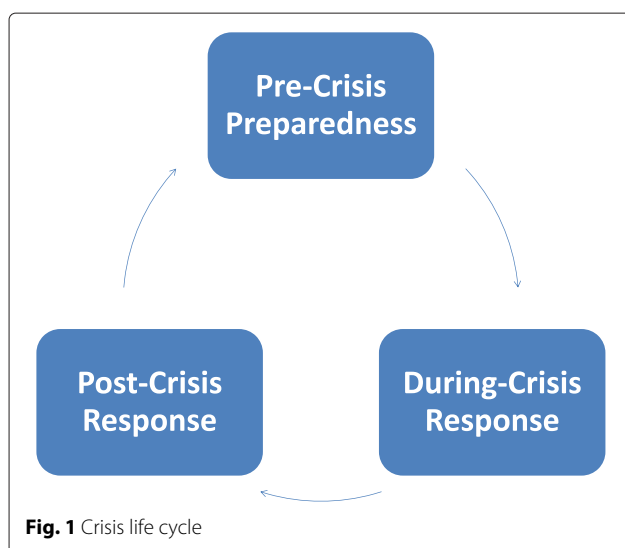 Pre-Crisis
Preparedness
Post-Crisis
Response
During-Crisis
Response
Fig. 1 Crisis life cycle